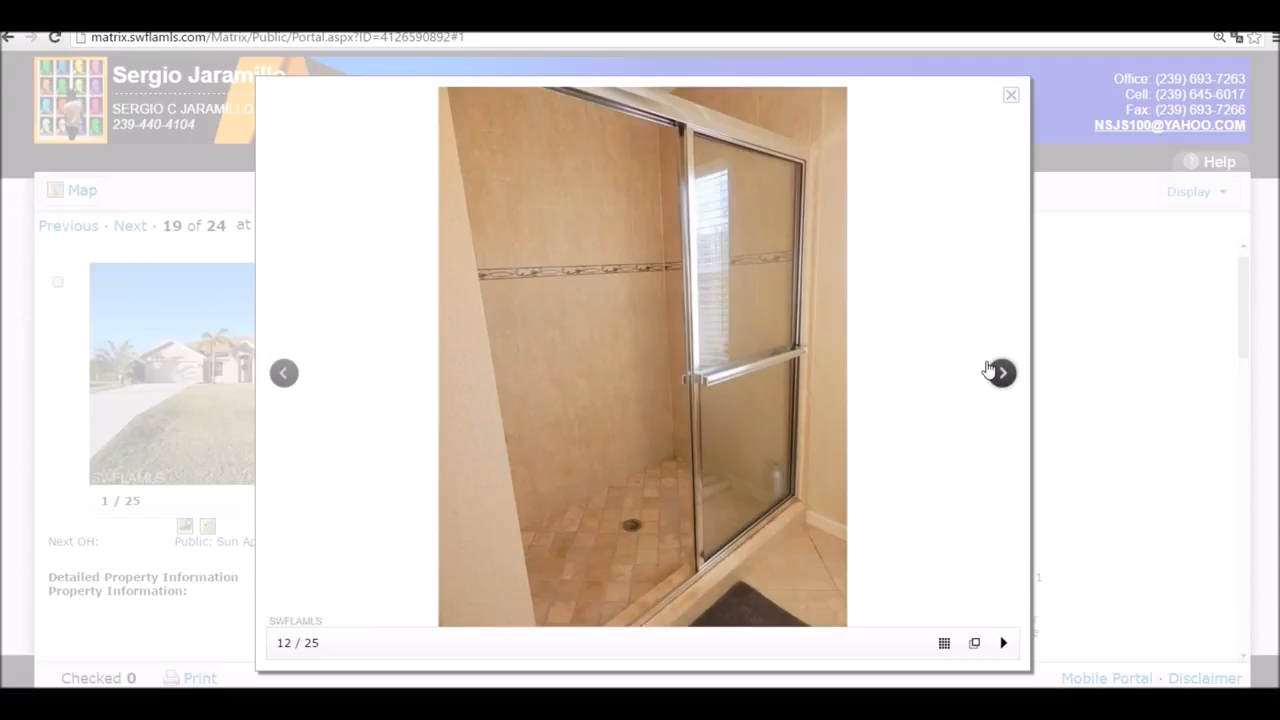 matrix.swflamls.com/Matrix/Public/Portal.aspx?ID=4126590892#1
Sergio Jaramillo
SERGIO C JARAMILLO
239-440-4104
Office: (239) 693-7263
Cell: (239) 645-6017
Fax: (239) 693-7266
NSJS100@YAHOO.COM
? Help
Map
Display
Previous · Next · 19 of 24 at
SWFLAMLS
1 / 25
Next OH: Public: Sun Ap
Detailed Property Information
Property Information:
1
SWFLAMLS
12 / 25
Checked 0 Print
Mobile Portal · Disclaimer